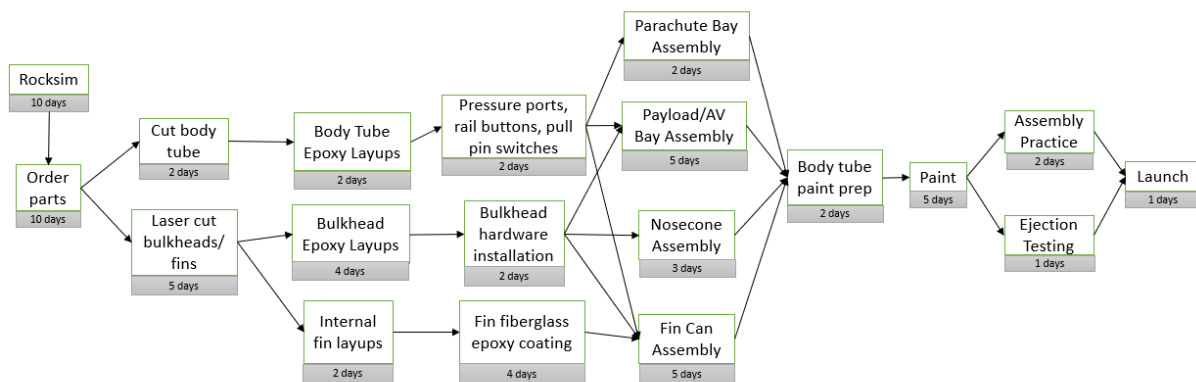 Rocksim
10 days
Order
parts
10 days
Cut body
tube
2 days
Laser cut
bulkheads/
fins
5 days
Body Tube
Epoxy Layups
2 days
Bulkhead
Epoxy Layups
4 days
Internal
fin layups
2 days
Pressure ports,
rail buttons, pull
pin switches
2 days
Bulkhead
hardware
installation
2 days
Fin fiberglass
epoxy coating
4 days
Parachute Bay
Assembly
2 days
Payload/AV
Bay Assembly
5 days
Nosecone
Assembly
3 days
Fin Can
Assembly
5 days
Body tube
paint prep
2 days
Paint
5 days
Assembly
Practice
2 days
Ejection
Testing
1 days
Launch
1 days